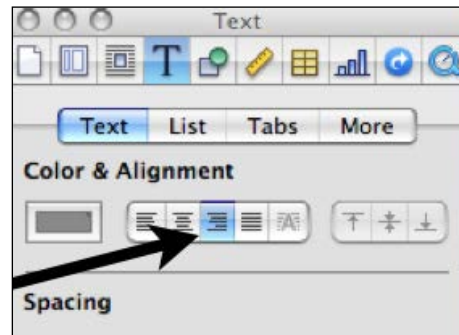 Text
T
Text List Tabs More
Color & Alignment
A
Spacing